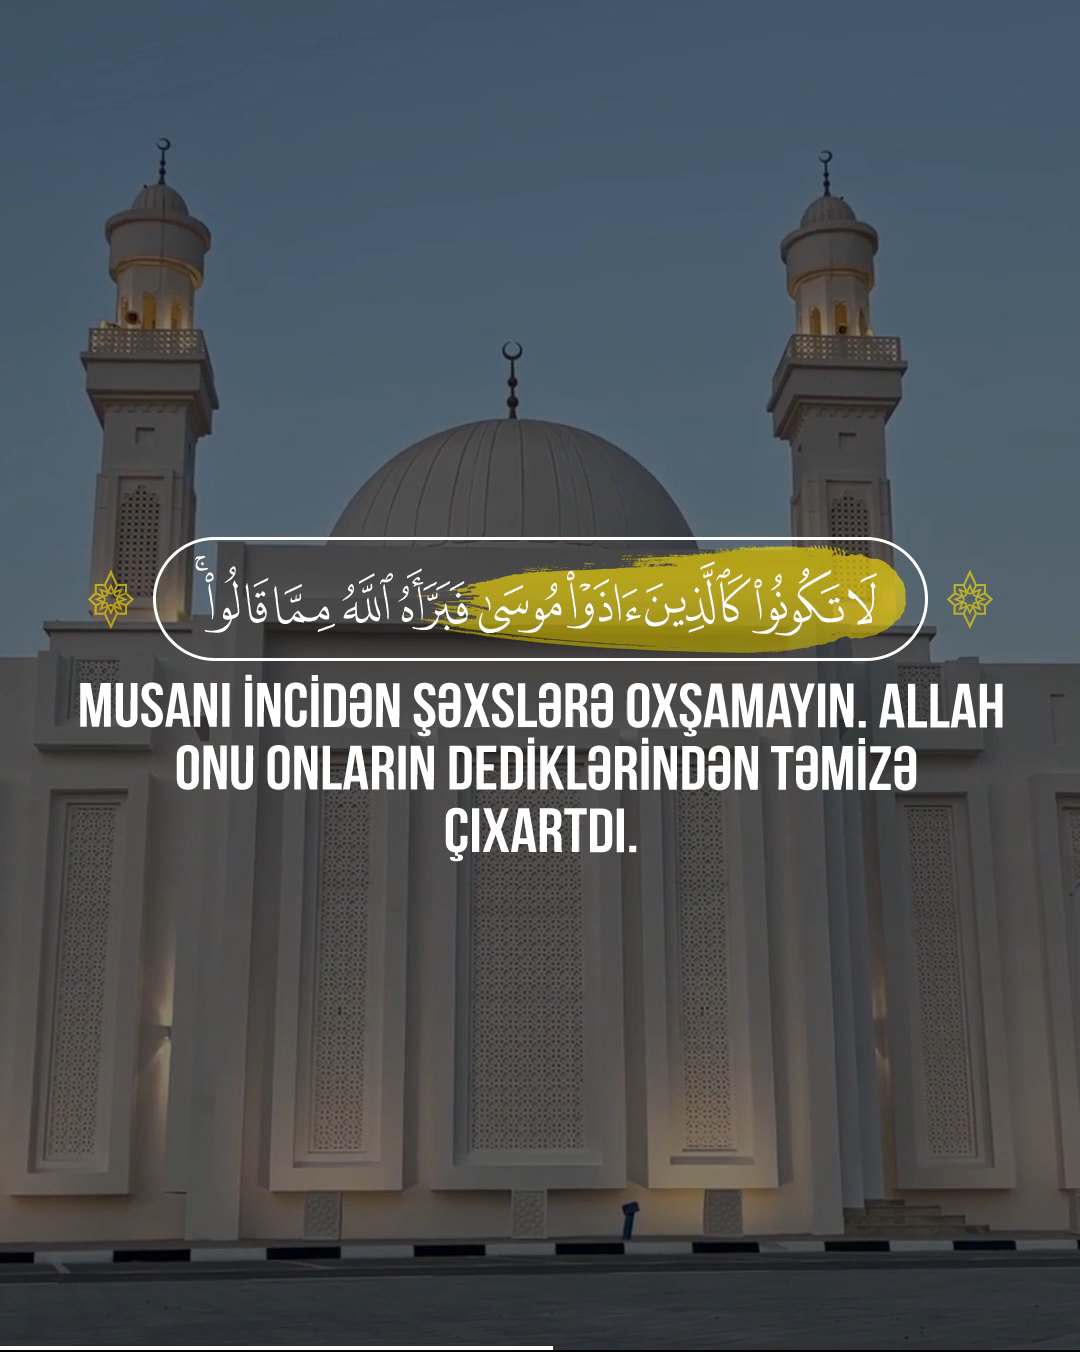 لَا تَكُونُوا۟ كَٱلَّذِينَ ءَاذَوْا۟ مُوسَىٰ فَبَرَّأَهُ ٱللَّهُ مِمَّا قَالُوا۟ ۚ
MUSANI İNCİDƏN ŞƏXSLƏRƏ OXŞAMAYIN. ALLAH
ONU ONLARIN DEDİKLƏRİNDƏN TƏMİZƏ
ÇIXARTDI.